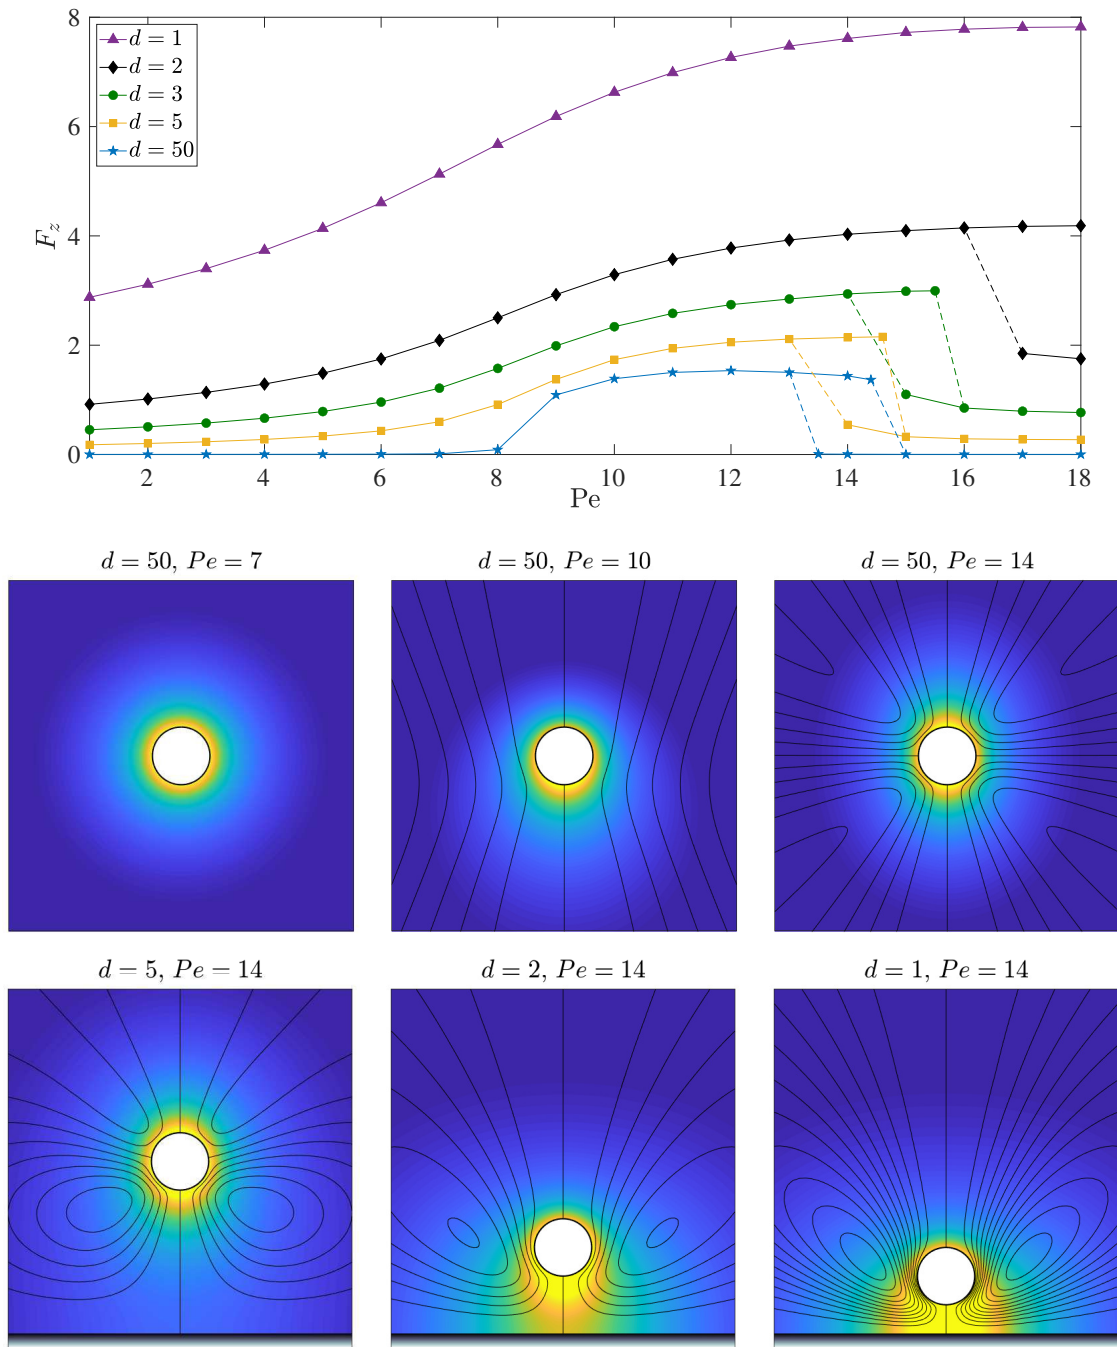 8
6
4
2
0
F_z
d = 1
d = 2
d = 3
d = 5
d = 50
2 4 6 8 10 12 14 16 18
Pe
d = 50, Pe = 7
d = 50, Pe = 10
d = 50, Pe = 14
d = 5, Pe = 14
d = 2, Pe = 14
d = 1, Pe = 14